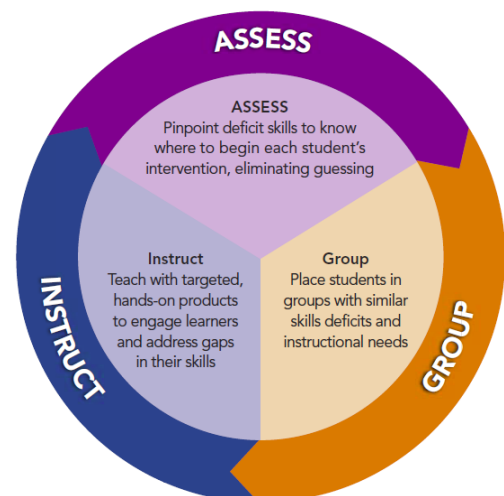 ASSESS
ASSESS
Pinpoint deficit skills to know
where to begin each student's
intervention, eliminating guessing
Instruct
Teach with targeted,
hands-on products
to engage learners
and address gaps
in their skills
Group
Place students in
groups with similar
skills deficits and
instructional needs
INSTRUCT
GROUP